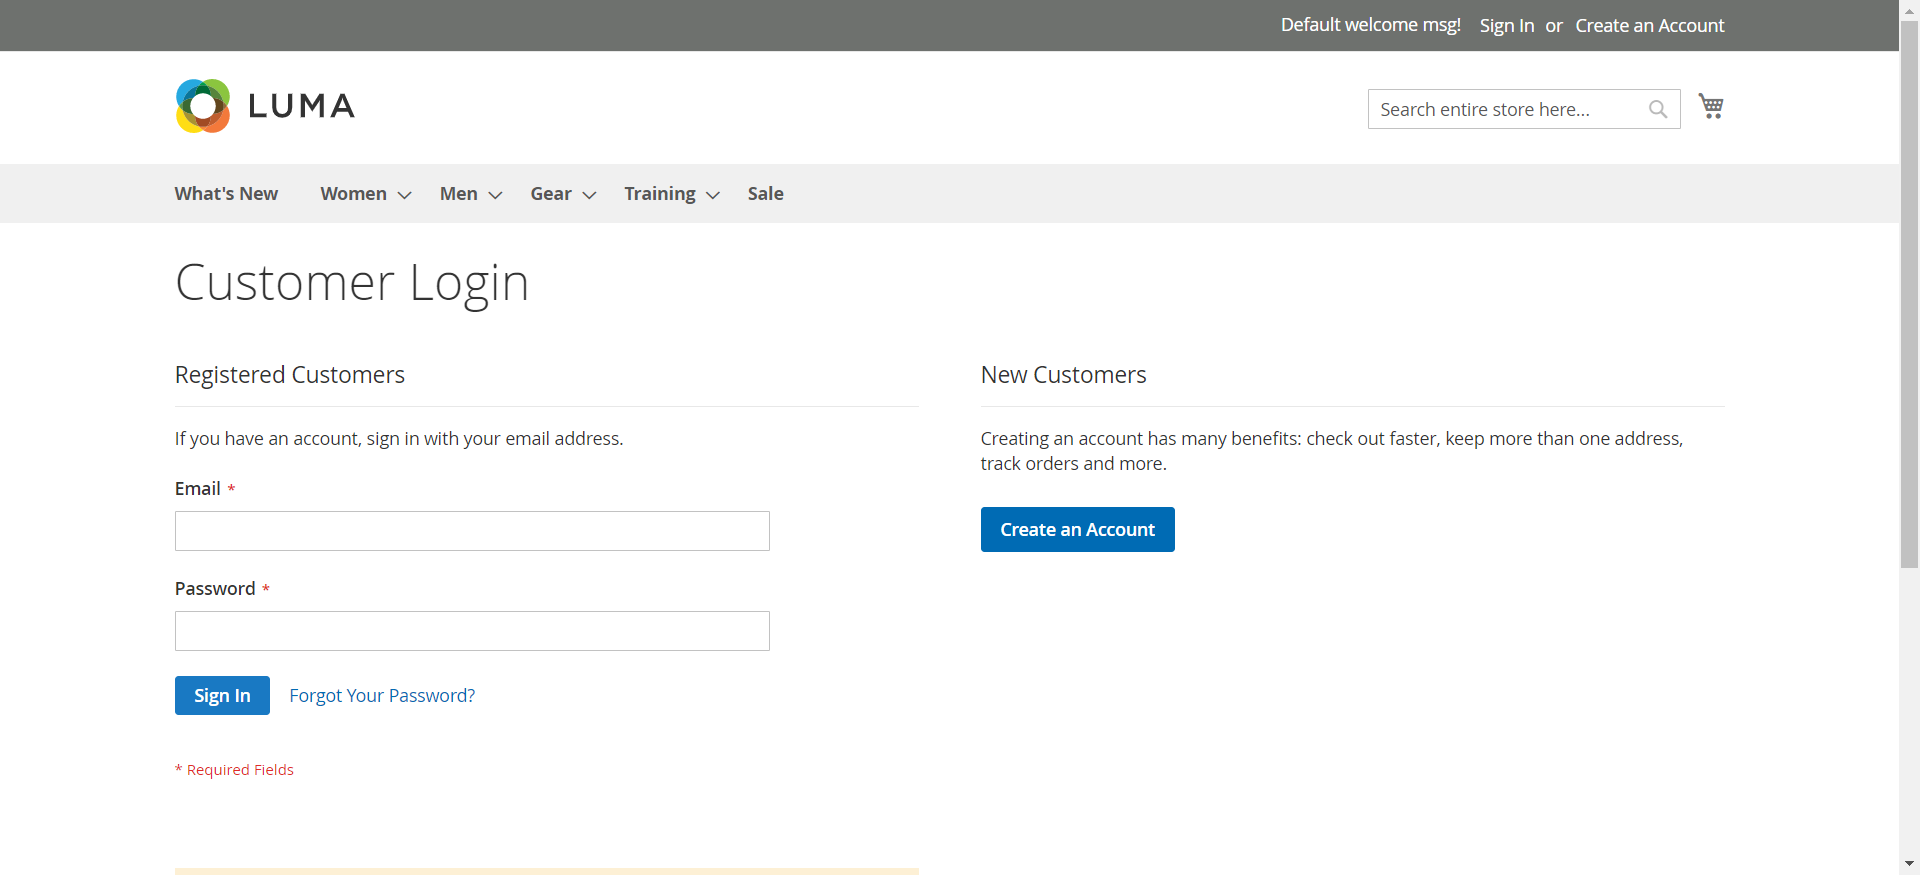 Default welcome msg! Sign In or Create an Account
LUMA
Search entire store here...
What's New Women Men Gear Training Sale
Customer Login
Registered Customers
If you have an account, sign in with your email address.
Email *
Password *
Sign In Forgot Your Password?
* Required Fields
New Customers
Creating an account has many benefits: check out faster, keep more than one address,
track orders and more.
Create an Account